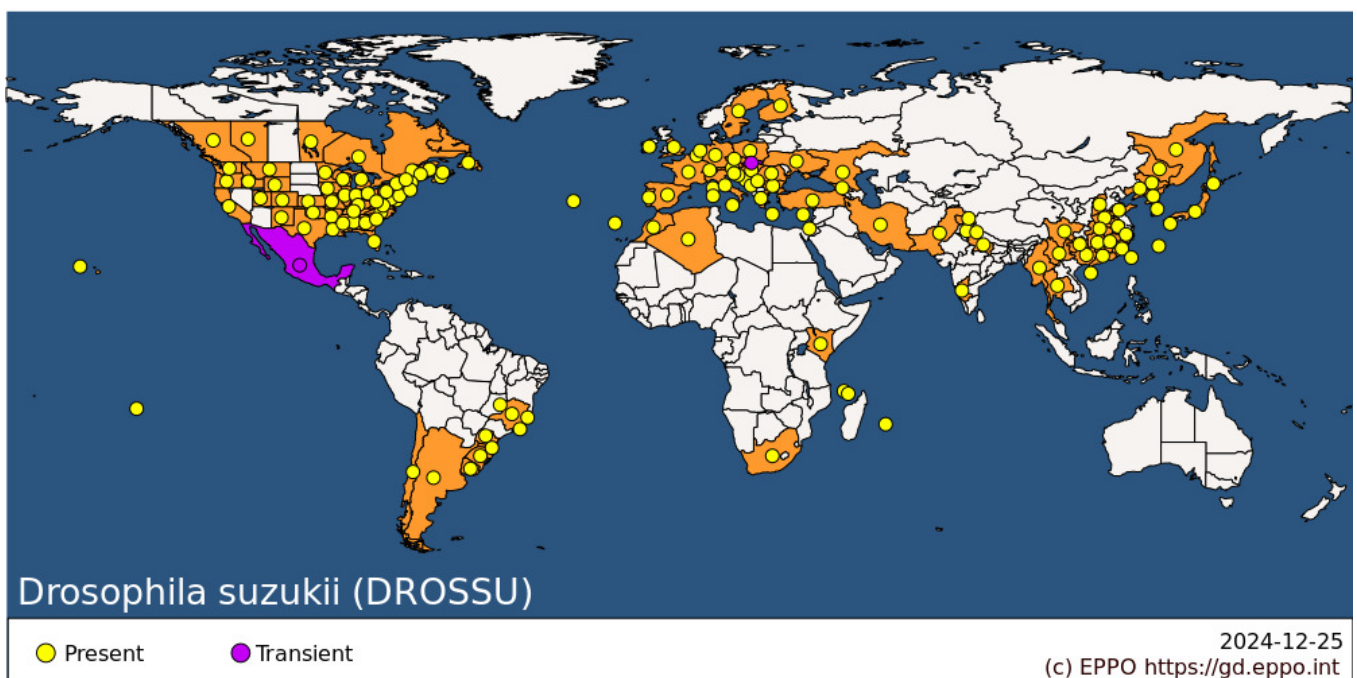 Drosophila suzukii (DROSSU)
Present
Transient
2024-12-25
(c) EPPO https://gd.eppo.int